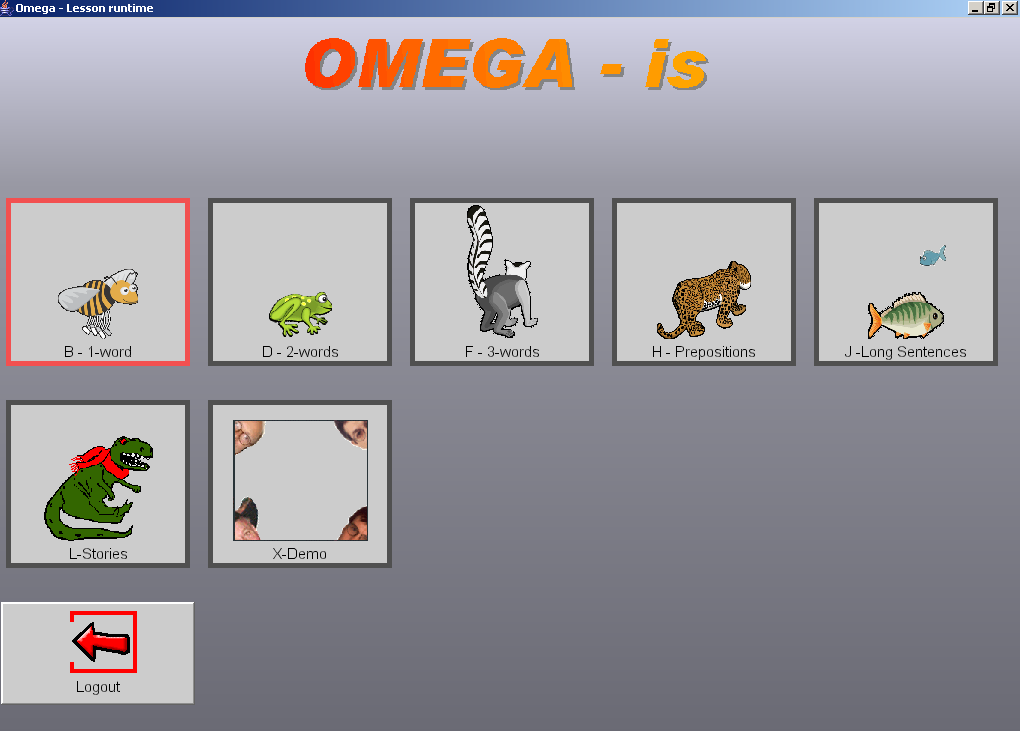 Omega - Lesson runtime
OMEGA - is
B - 1-word
D - 2-words
F - 3-words
H - Prepositions
J -Long Sentences
L-Stories
X-Demo
Logout